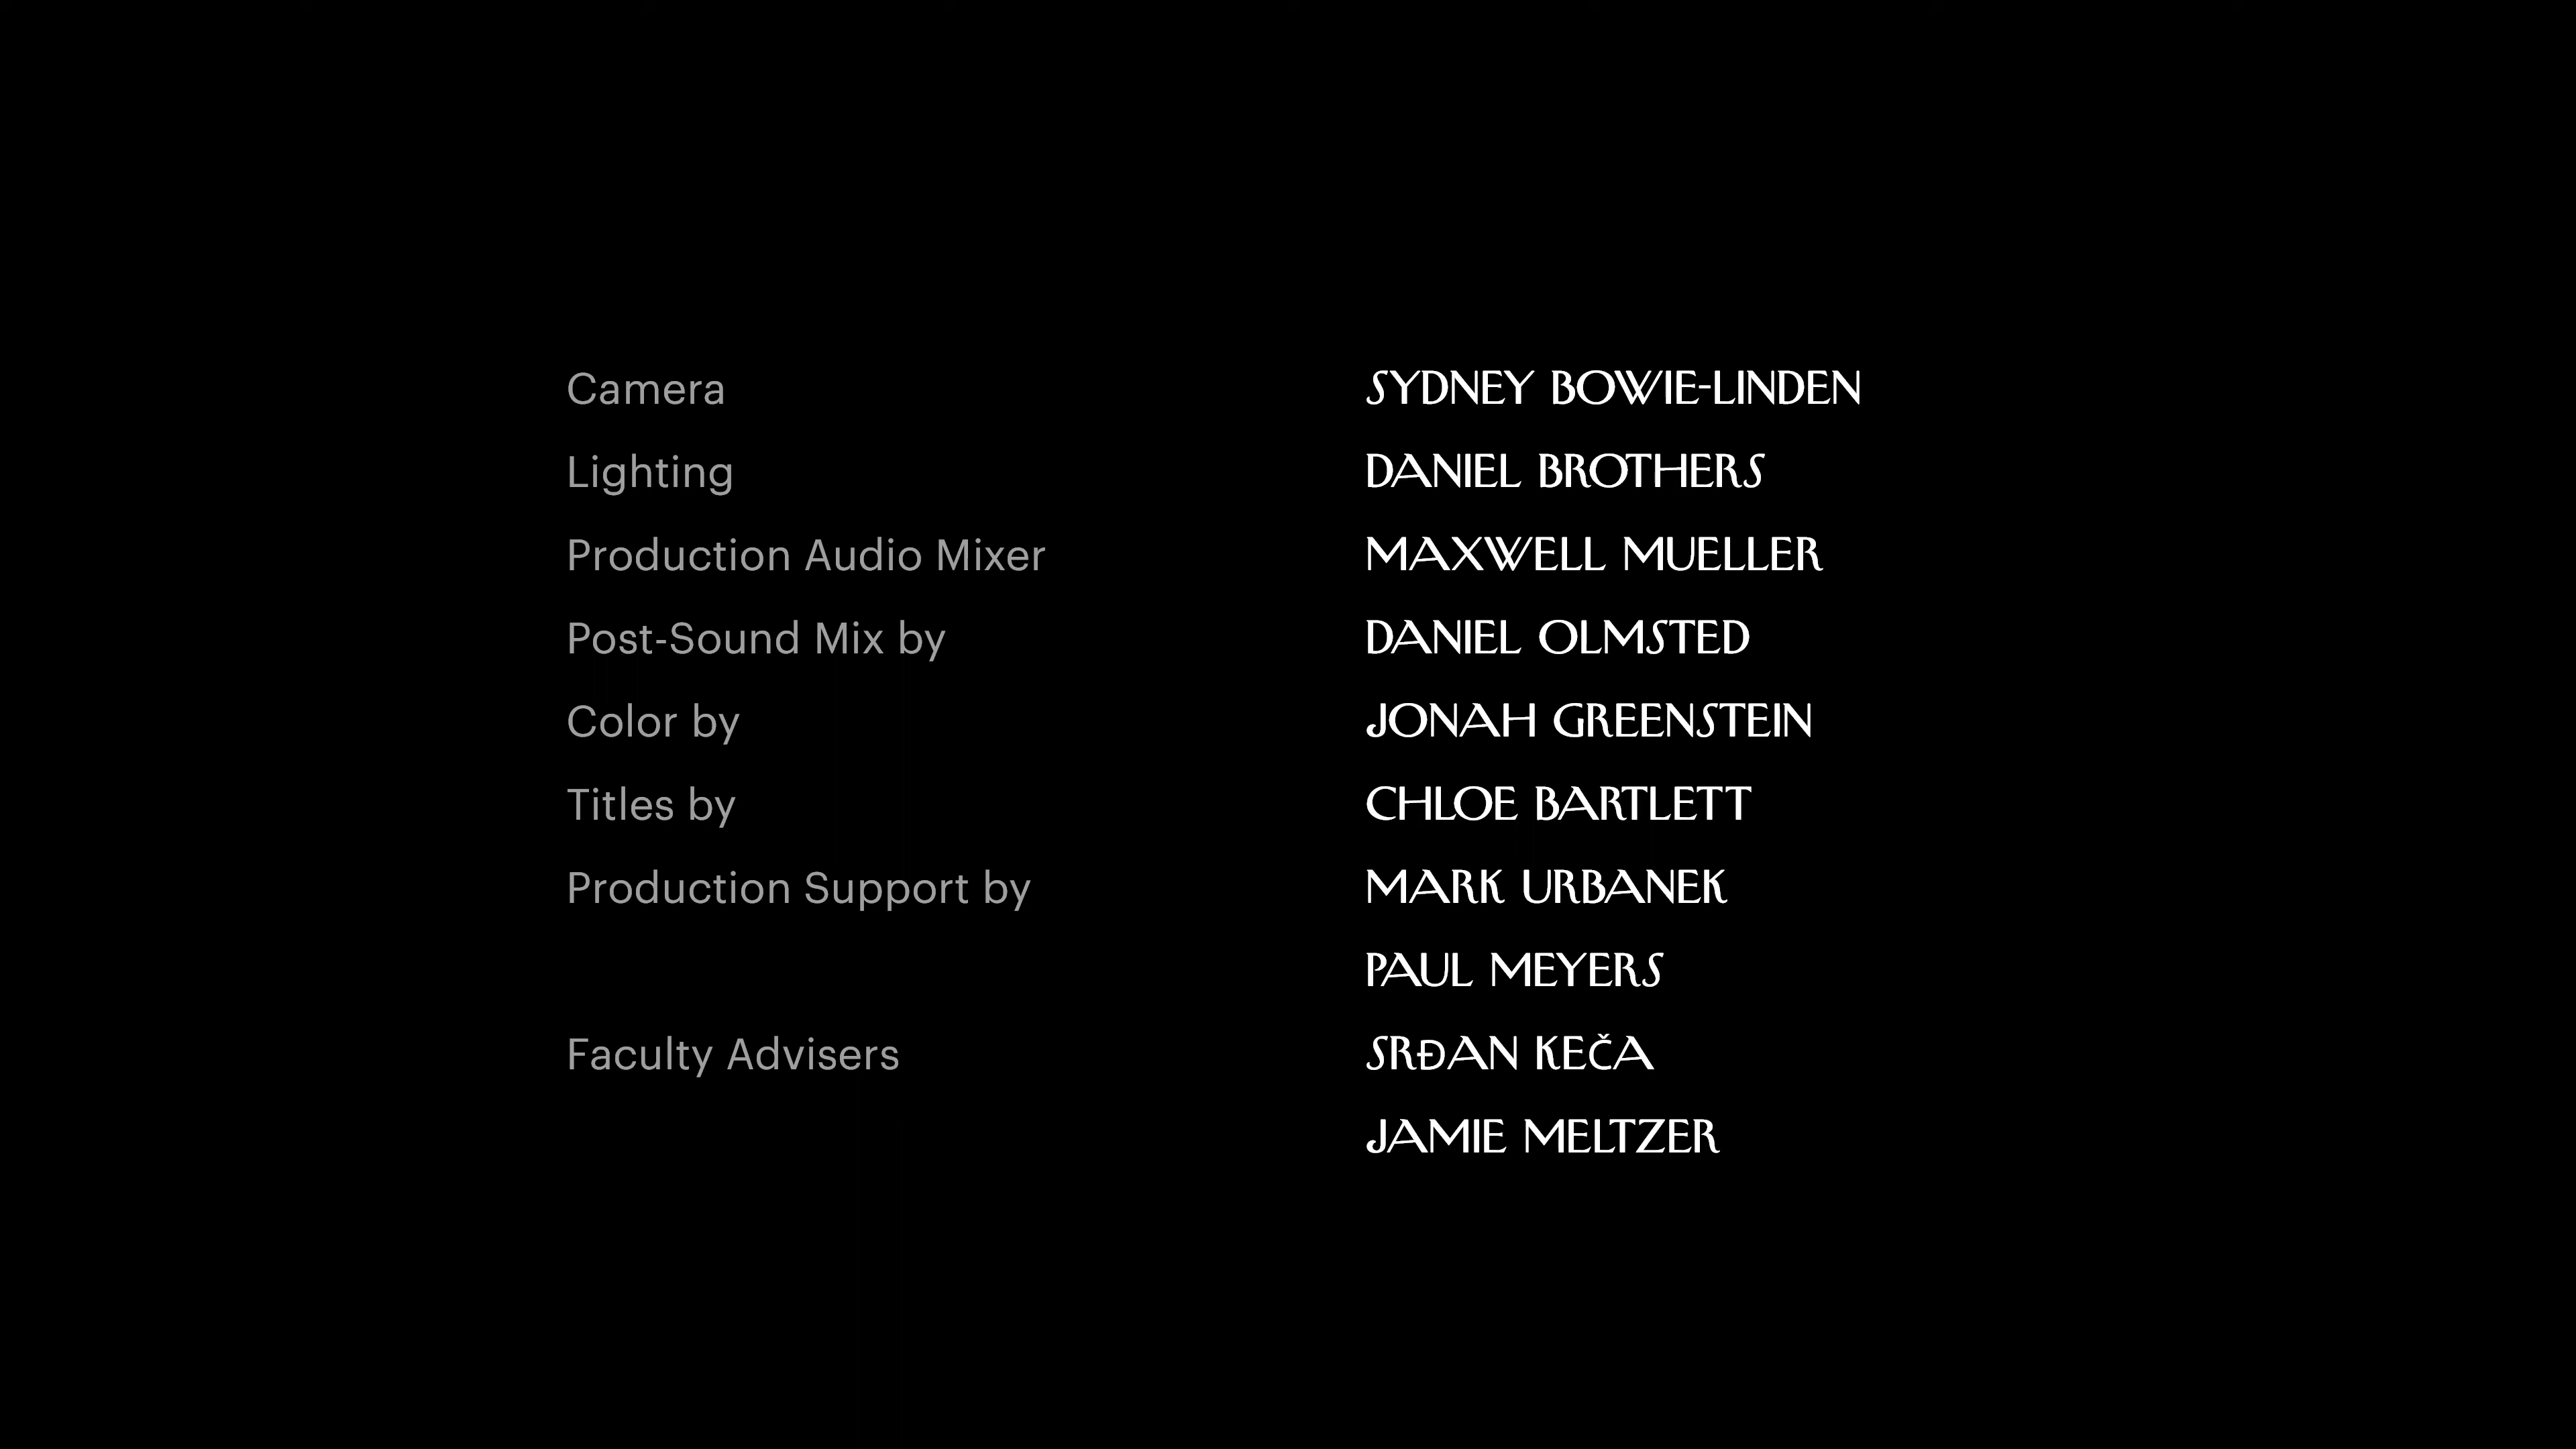 Camera SYDNEY BOWIE-LINDEN
Lighting DANIEL BROTHERS
Production Audio Mixer MAXWELL MUELLER
Post-Sound Mix by DANIEL OLMSTED
Color by JONAH GREENSTEIN
Titles by CHLOE BARTLETT
Production Support by MARK URBANEK
PAUL MEYERS
Faculty Advisers SRĐAN KEČA
JAMIE MELTZER